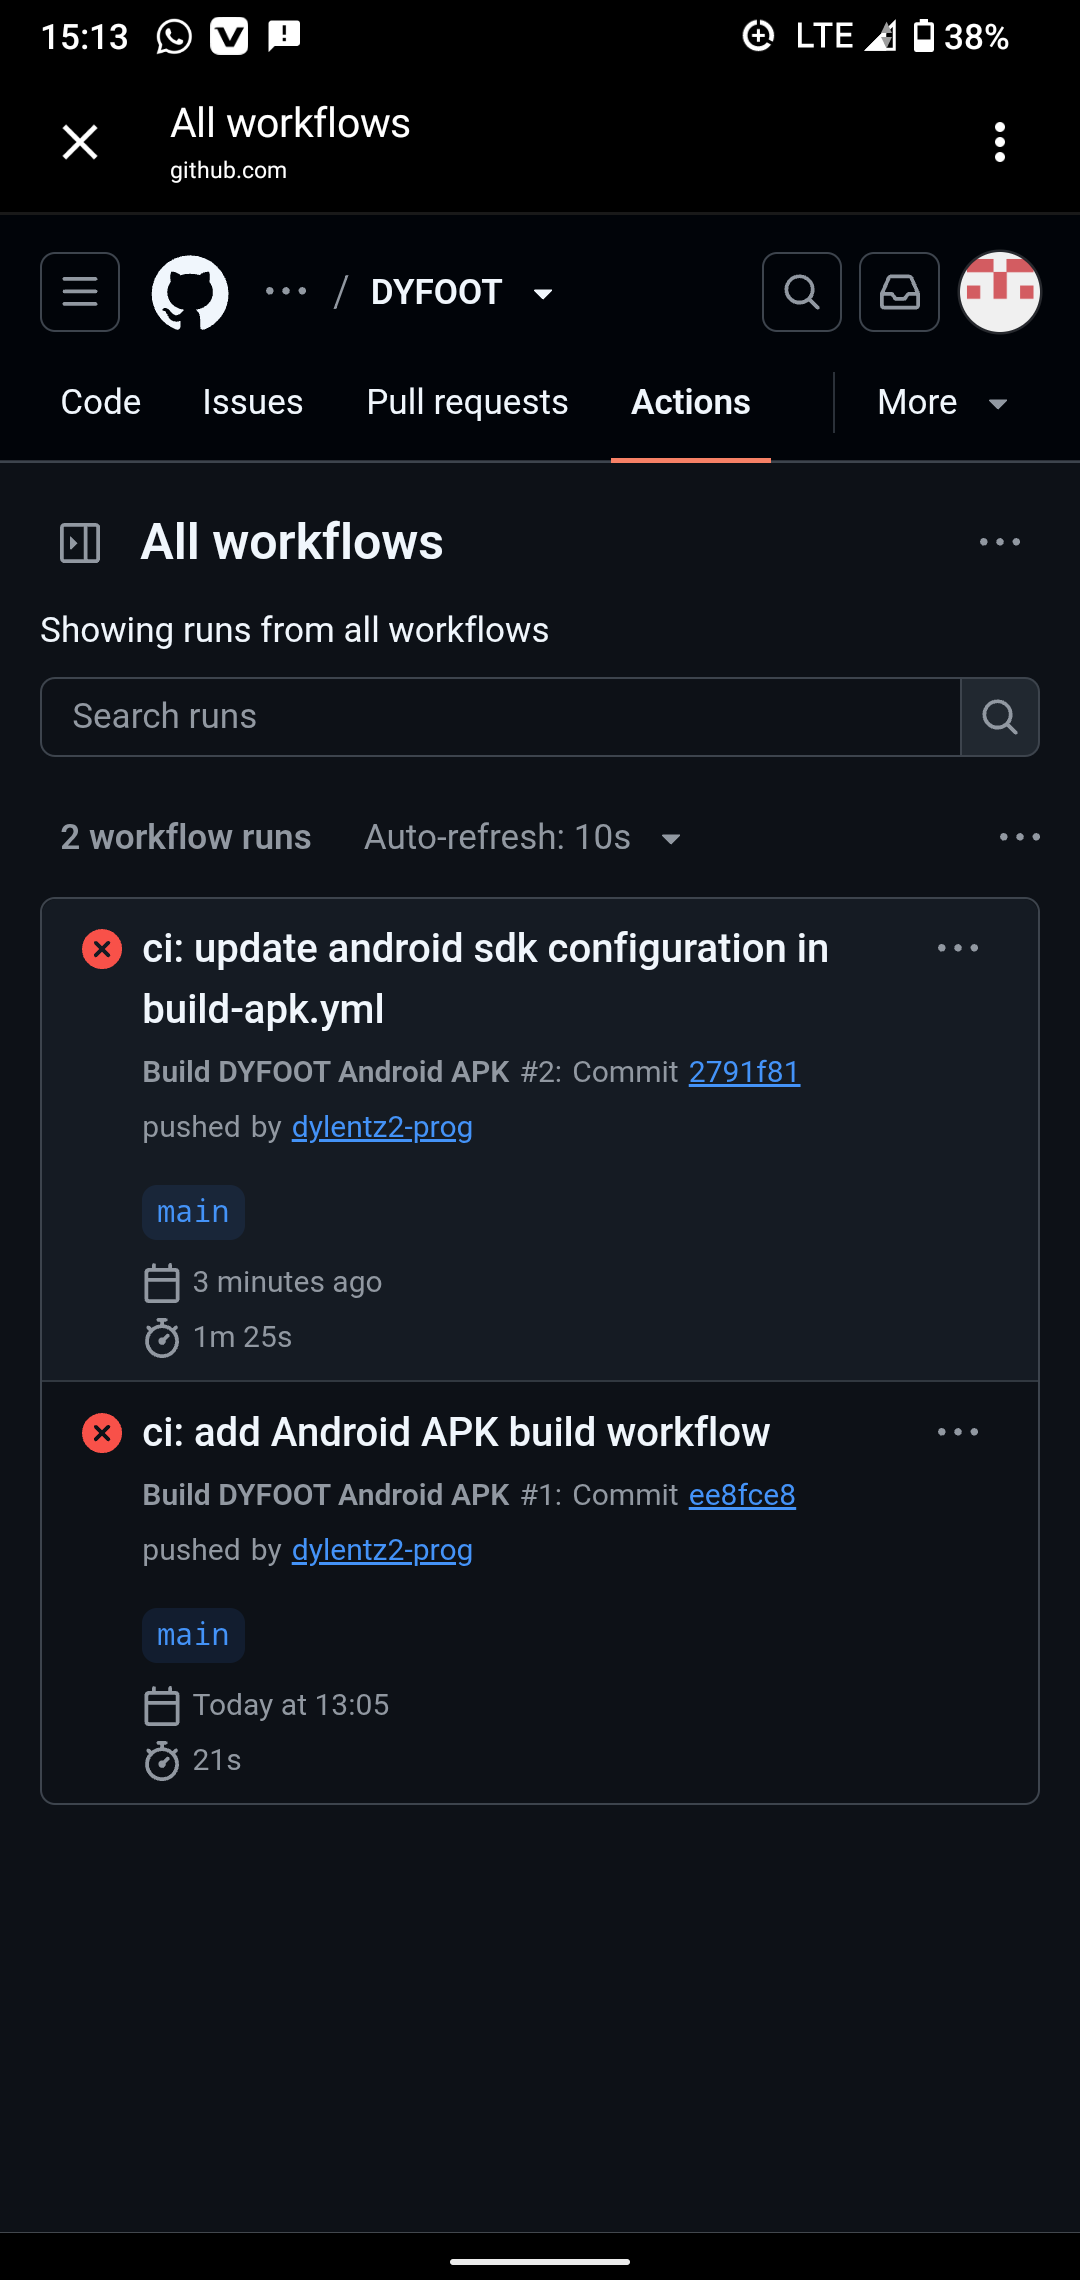 15:13
LTE 38%
All workflows
github.com
/ DYFOOT
Code Issues Pull requests Actions More
All workflows
Showing runs from all workflows
Search runs
2 workflow runs Auto-refresh: 10s
ci: update android sdk configuration in
build-apk.yml
Build DYFOOT Android APK #2: Commit 2791f81
pushed by dylentz2-prog
main
3 minutes ago
1m 25s
ci: add Android APK build workflow
Build DYFOOT Android APK #1: Commit ee8fce8
pushed by dylentz2-prog
main
Today at 13:05
21s